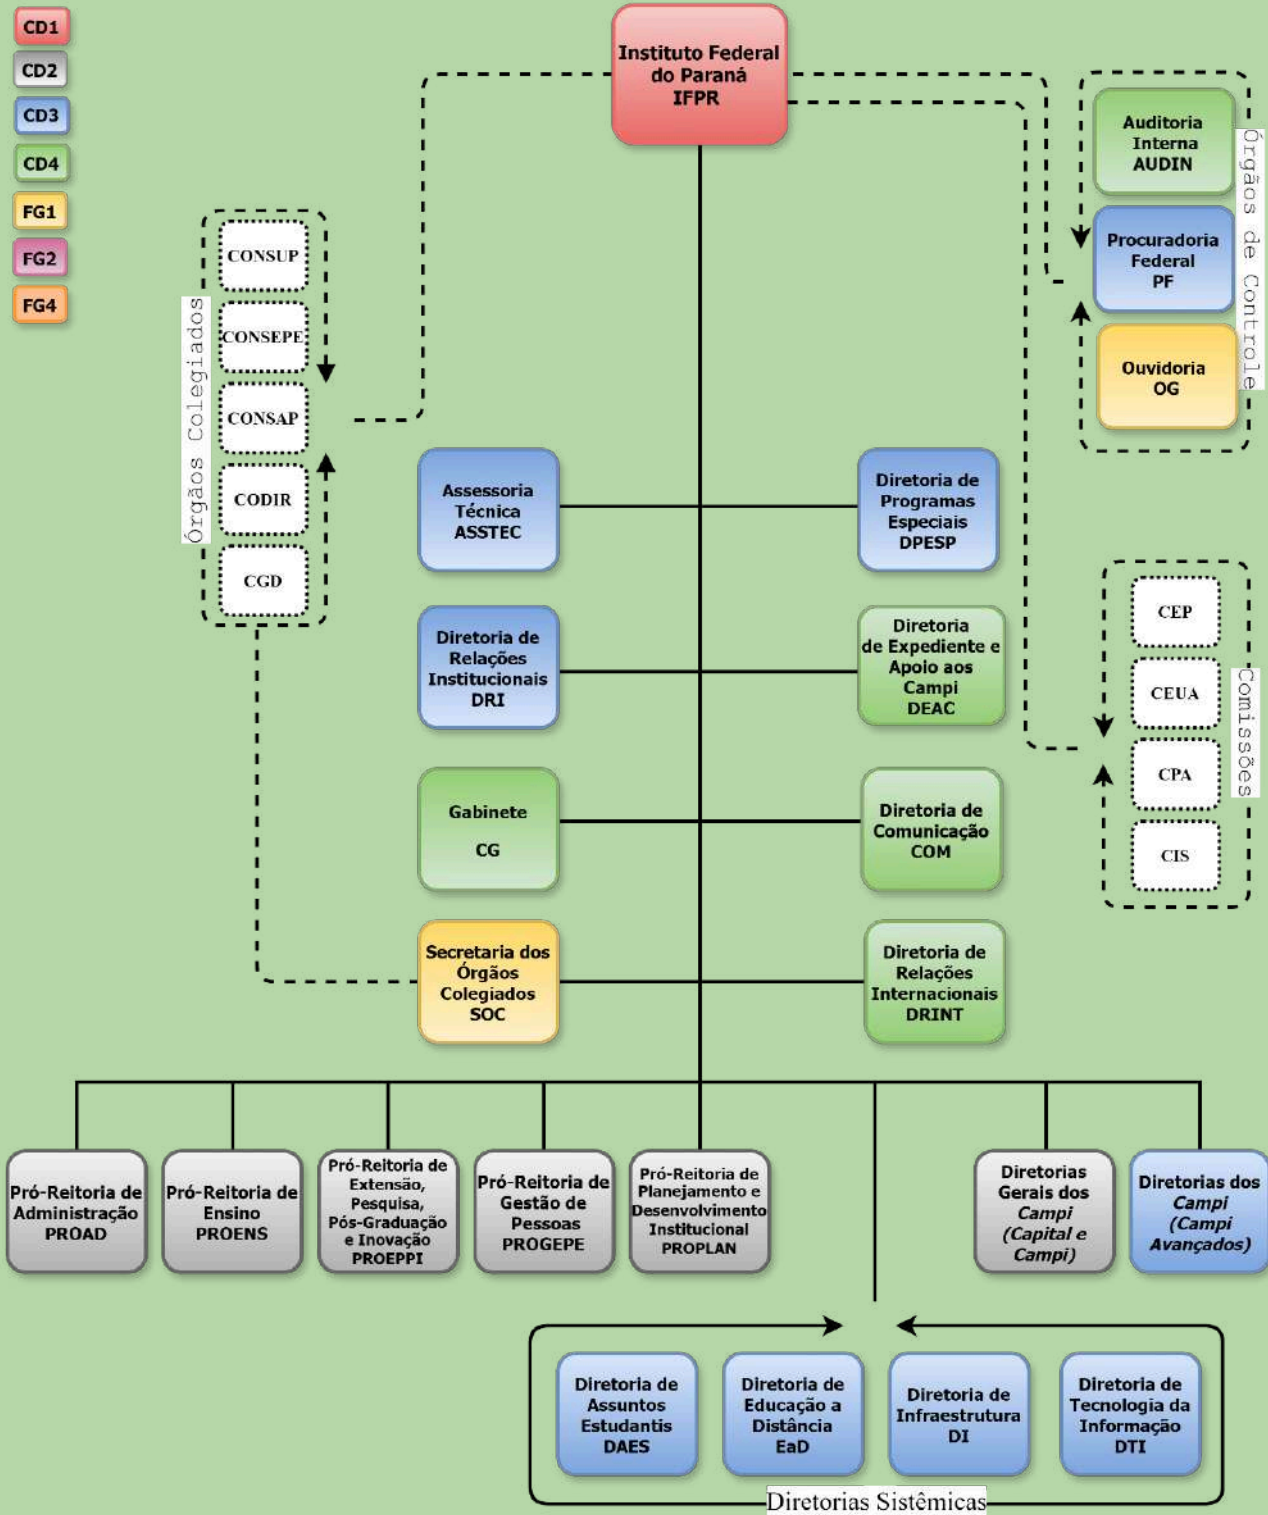 CD1
CD2
CD3
CD4
FG1
FG2
FG4
Instituto Federal
do Paraná
IFPR
Órgãos de Controle
Auditoria
Interna
AUDIN
Procuradoria
Federal
PF
Ouvidoria
OG
Órgãos Colegiados
CONSUP
CONSEPE
CONSAP
CODIR
CGD
Assessoria
Técnica
ASSTEC
Diretoria de
Programas
Especiais
DPESP
Diretoria de
Relações
Institucionais
DRI
Diretoria
de Expediente e
Apoio aos
Campi
DEAC
Gabinete
CG
Diretoria de
Comunicação
COM
Secretaria dos
Órgãos
Colegiados
SOC
Diretoria de
Relações
Internacionais
DRINT
Comissões
CEP
CEUA
CPA
CIS
Pró-Reitoria de
Administração
PROAD
Pró-Reitoria de
Ensino
PROENS
Pró-Reitoria de
Extensão,
Pesquisa,
Pós-Graduação
e Inovação
PROEPPI
Pró-Reitoria de
Gestão de
Pessoas
PROGEPE
Pró-Reitoria de
Planejamento e
Desenvolvimento
Institucional
PROPLAN
Diretorias
Gerais dos
Campi
(Capital e
Campi)
Diretorias dos
Campi
(Campi
Avançados)
Diretoria de
Assuntos
Estudantis
DAES
Diretoria de
Educação a
Distância
EaD
Diretoria de
Infraestrutura
DI
Diretoria de
Tecnologia da
Informação
DTI
Diretorias Sistêmicas